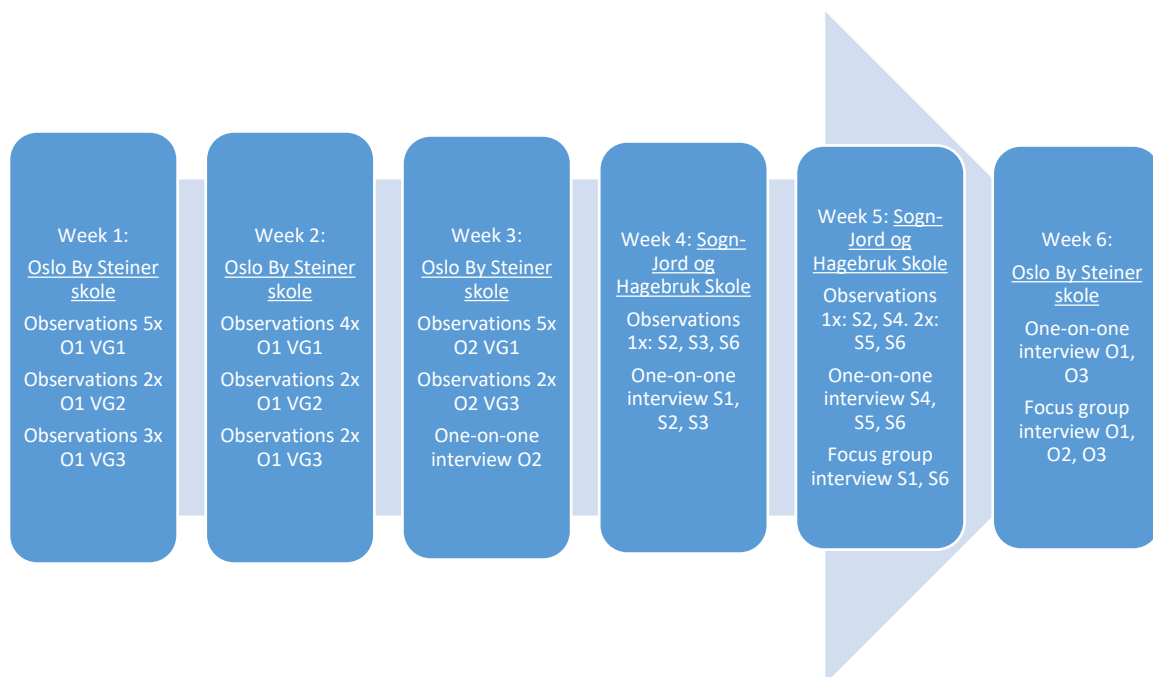 Week 1:
Oslo By Steiner
skole
Observations 5x
O1 VG1
Observations 2x
O1 VG2
Observations 3x
O1 VG3
Week 2:
Oslo By Steiner
skole
Observations 4x
O1 VG1
Observations 2x
O1 VG2
Observations 2x
O1 VG3
Week 3:
Oslo By Steiner
skole
Observations 5x
O2 VG1
Observations 2x
O2 VG3
One-on-one
interview O2
Week 4: Sogn-
Jord og
Hagebruk Skole
Observations
1x: S2, S3, S6
One-on-one
interview S1,
S2, S3
Week 5: Sogn-
Jord og
Hagebruk Skole
Observations
1x: S2, S4. 2x:
S5, S6
One-on-one
interview S4,
S5, S6
Focus group
interview S1, S6
Week 6:
Oslo By Steiner
skole
One-on-one
interview O1,
O3
Focus group
interview O1,
O2, O3